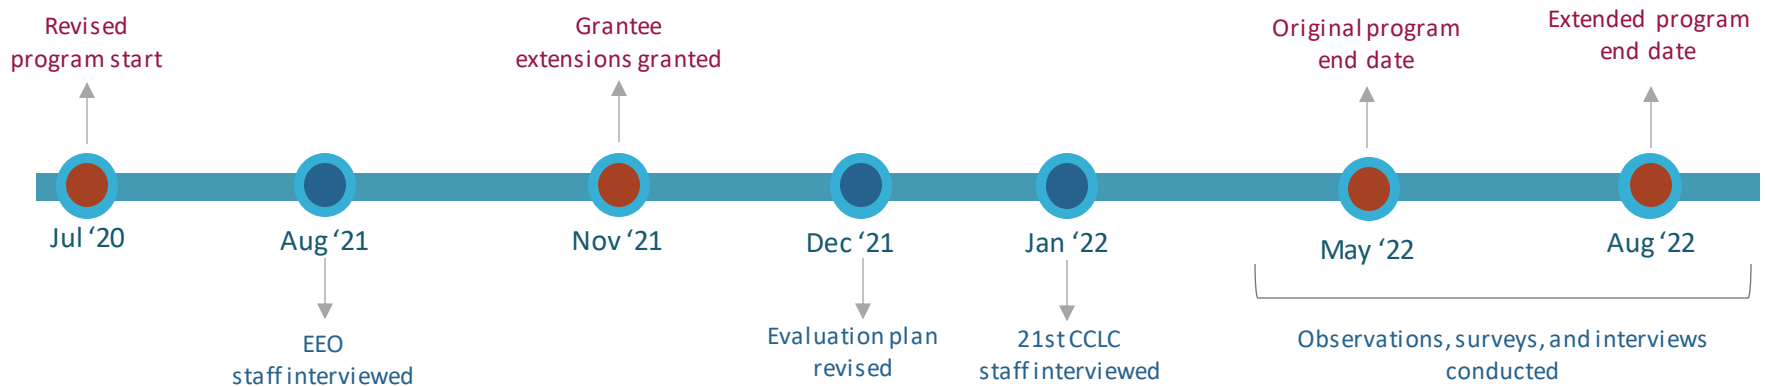 Revised
program start
Grantee
extensions granted
Original program
end date
Extended program
end date
Jul ‘20
Aug ‘21
Nov ‘21
Dec ‘21
Jan ‘22
May ‘22
Aug ‘22
EEO
staff interviewed
Evaluation plan
revised
21st CCLC
staff interviewed
Observations, surveys, and interviews
conducted